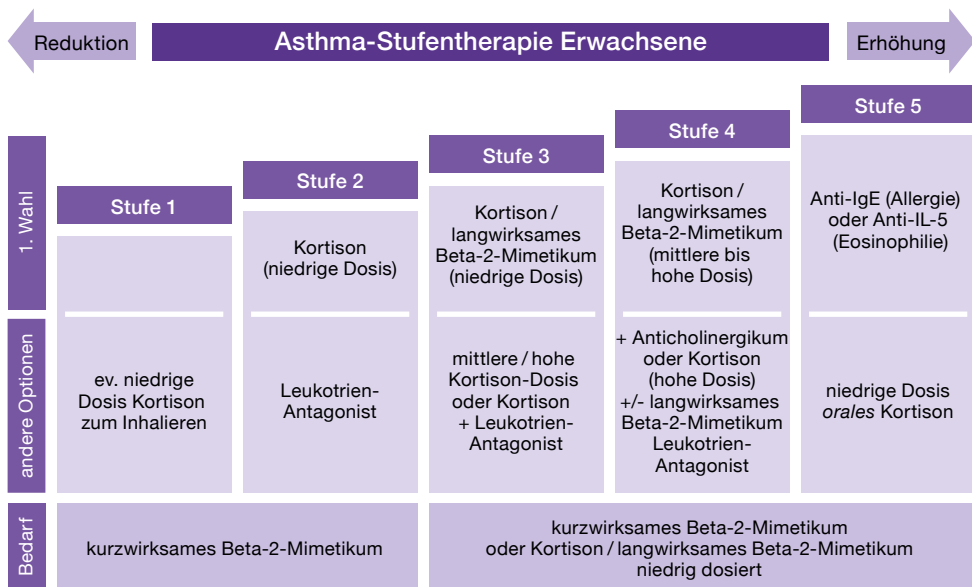 Reduktion
Asthma-Stufentherapie Erwachsene
Erhöhung
Stufe 1
Stufe 2
Stufe 3
Stufe 4
Stufe 5
1. Wahl
Kortison
(niedrige Dosis)
Kortison /
langwirksames
Beta-2-Mimetikum
(niedrige Dosis)
Kortison /
langwirksames
Beta-2-Mimetikum
(mittlere bis
hohe Dosis)
Anti-IgE (Allergie)
oder Anti-IL-5
(Eosinophilie)
andere Optionen
ev. niedrige
Dosis Kortison
zum Inhalieren
Leukotrien-
Antagonist
mittlere / hohe
Kortison-Dosis
oder Kortison
+ Leukotrien-
Antagonist
+ Anticholinergikum
oder Kortison
(hohe Dosis)
+/- langwirksames
Beta-2-Mimetikum
Leukotrien-
Antagonist
niedrige Dosis
orales Kortison
Bedarf
kurzwirksames Beta-2-Mimetikum
kurzwirksames Beta-2-Mimetikum
oder Kortison / langwirksames Beta-2-Mimetikum
niedrig dosiert